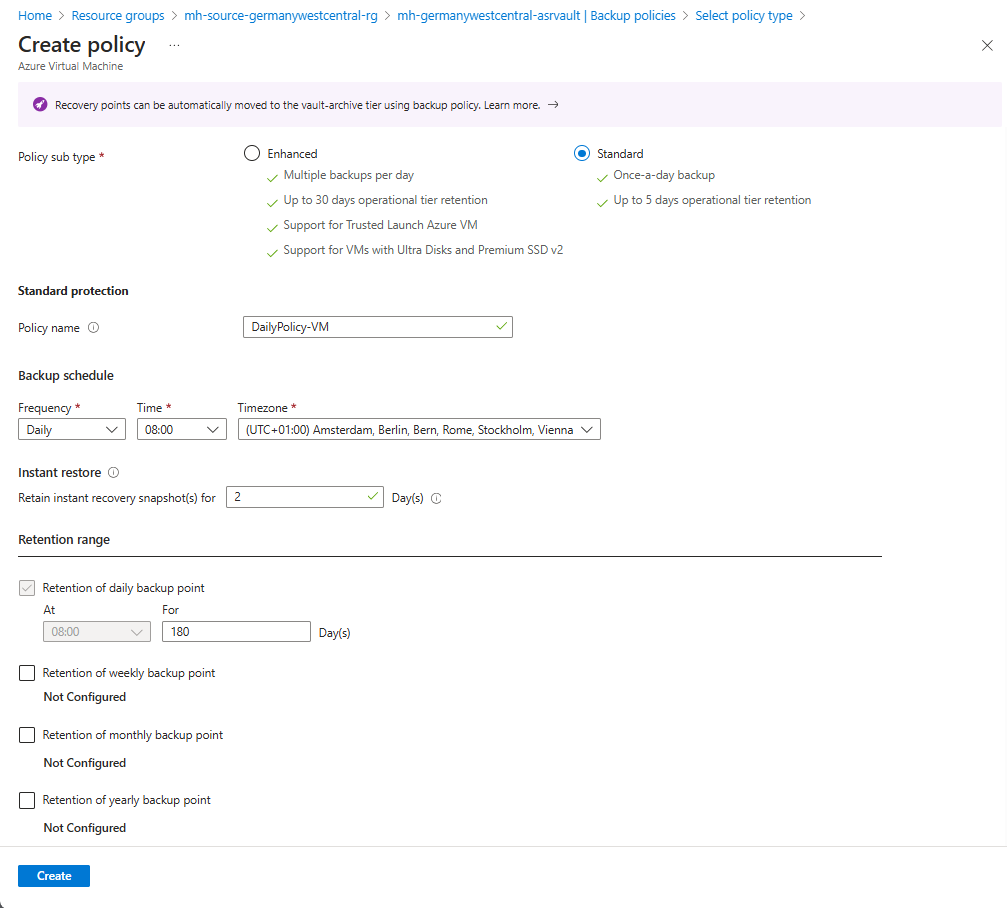 Home > Resource groups > mh-source-germanywestcentral-rg > mh-germanywestcentral-asrvault | Backup policies > Select policy type >
Create policy ...
Azure Virtual Machine
Recovery points can be automatically moved to the vault-archive tier using backup policy. Learn more. →
Policy sub type *
Enhanced
Standard
Multiple backups per day
Once-a-day backup
Up to 30 days operational tier retention
Up to 5 days operational tier retention
Support for Trusted Launch Azure VM
Support for VMs with Ultra Disks and Premium SSD v2
Standard protection
Policy name
DailyPolicy-VM
Backup schedule
Frequency * Time * Timezone *
Daily 08:00 (UTC+01:00) Amsterdam, Berlin, Bern, Rome, Stockholm, Vienna
Instant restore
Retain instant recovery snapshot(s) for 2 Day(s)
Retention range
Retention of daily backup point
At For
08:00 180 Day(s)
Retention of weekly backup point
Not Configured
Retention of monthly backup point
Not Configured
Retention of yearly backup point
Not Configured
Create